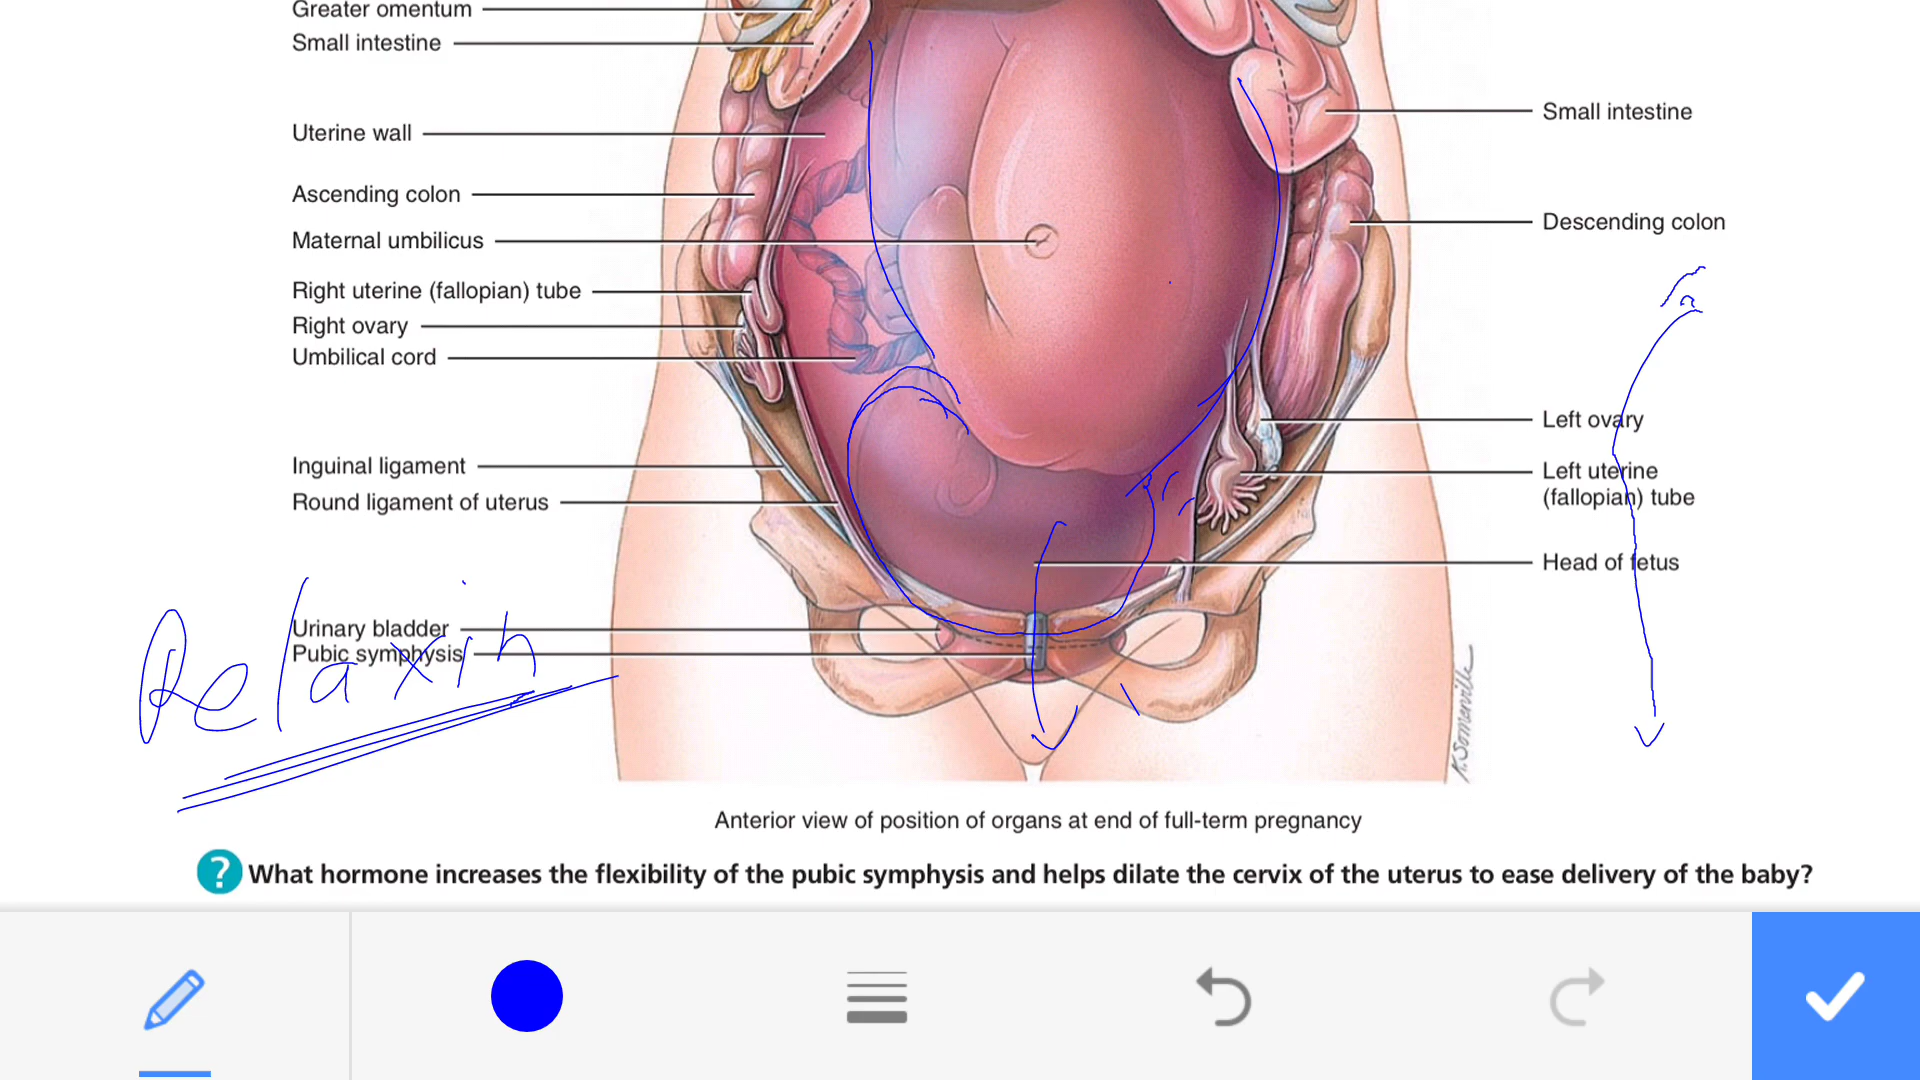 Greater omentum
Small intestine
Uterine wall
Ascending colon
Maternal umbilicus
Right uterine (fallopian) tube
Right ovary
Umbilical cord
Inguinal ligament
Round ligament of uterus
Urinary bladder
Pubic symphysis
Relaxin
Small intestine
Descending colon
Left ovary
Left uterine
(fallopian) tube
Head of fetus
K.Somerville
Anterior view of position of organs at end of full-term pregnancy
? What hormone increases the flexibility of the pubic symphysis and helps dilate the cervix of the uterus to ease delivery of the baby?